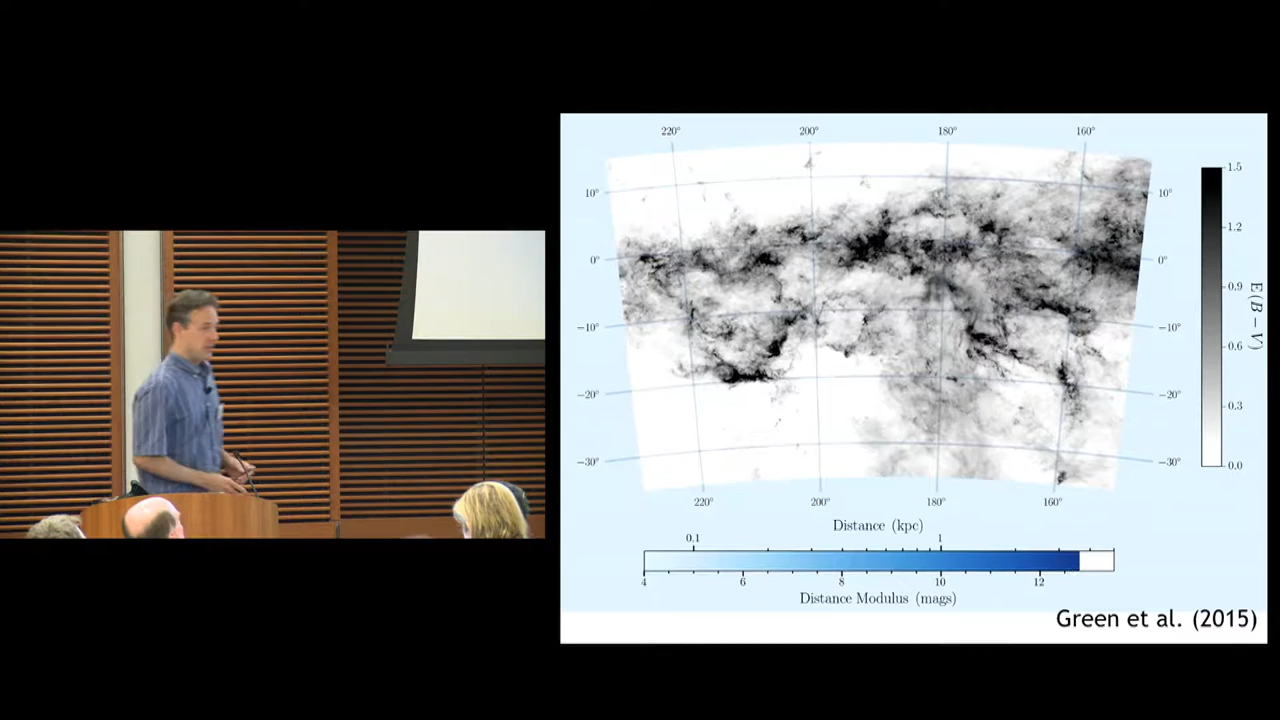 220° 200° 180° 160°
10° 10°
0° 0°
−10° −10°
−20° −20°
−30° −30°
220° 200° 180° 160°
1.5
1.2
0.9
0.6
0.3
0.0
E(B − V)
Distance (kpc)
0.1 1
4 6 8 10 12
Distance Modulus (mags)
Green et al. (2015)